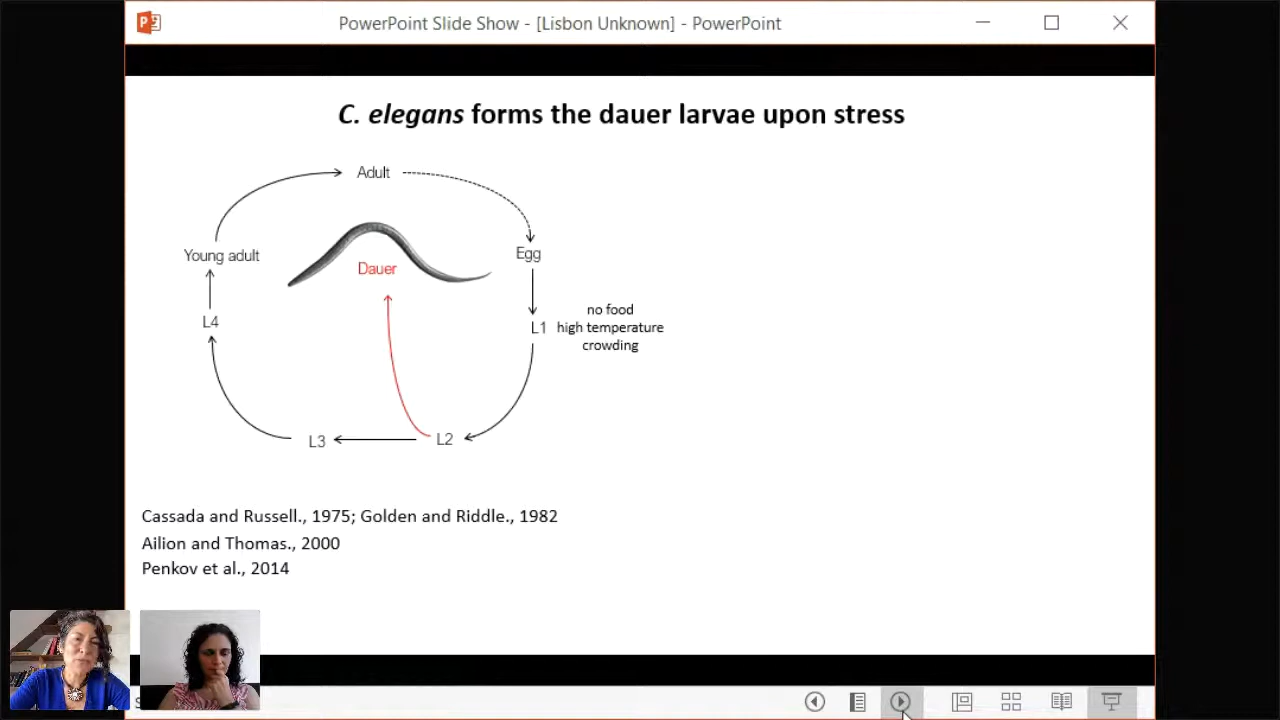 PowerPoint Slide Show - [Lisbon Unknown] - PowerPoint
C. elegans forms the dauer larvae upon stress
Adult
Young adult
Egg
Dauer
L4
L1
no food
high temperature
crowding
L3
L2
Cassada and Russell., 1975; Golden and Riddle., 1982
Ailion and Thomas., 2000
Penkov et al., 2014